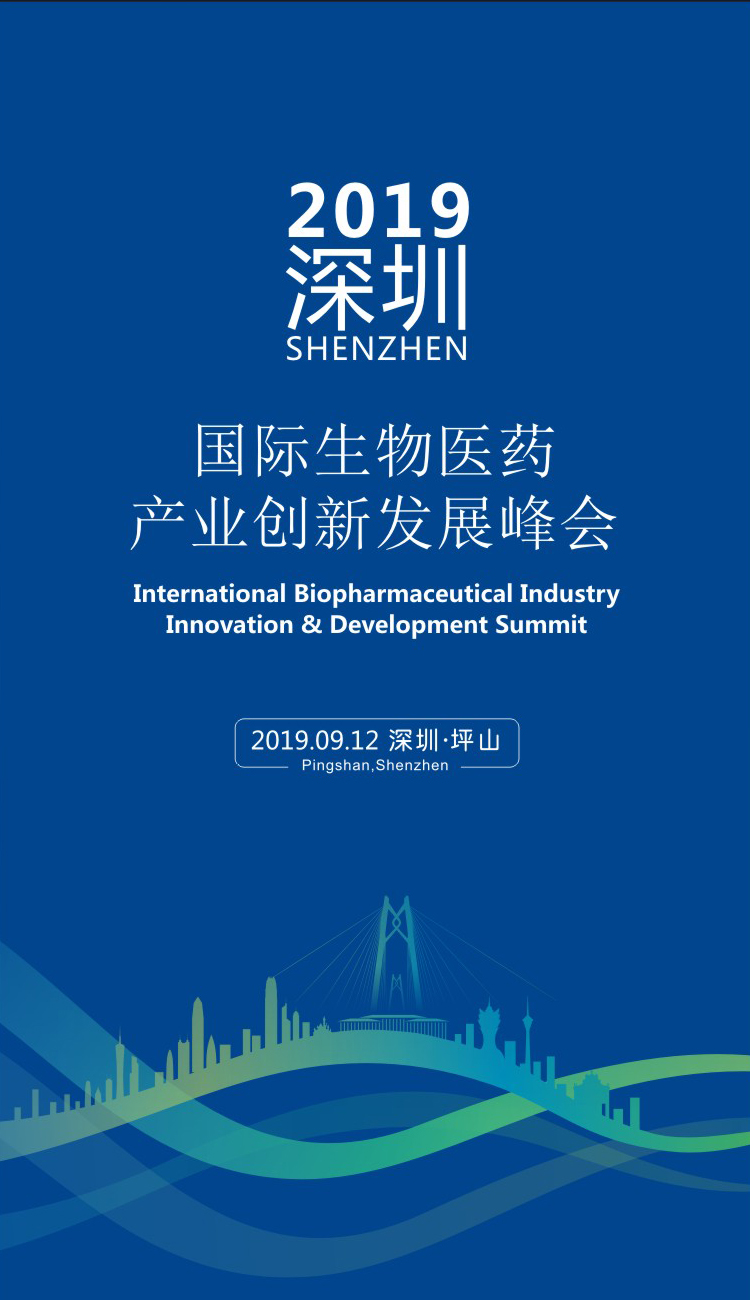 2019
深圳
SHENZHEN
国际生物医药
产业创新发展峰会
International Biopharmaceutical Industry
Innovation & Development Summit
2019.09.12 深圳·坪山
Pingshan,Shenzhen